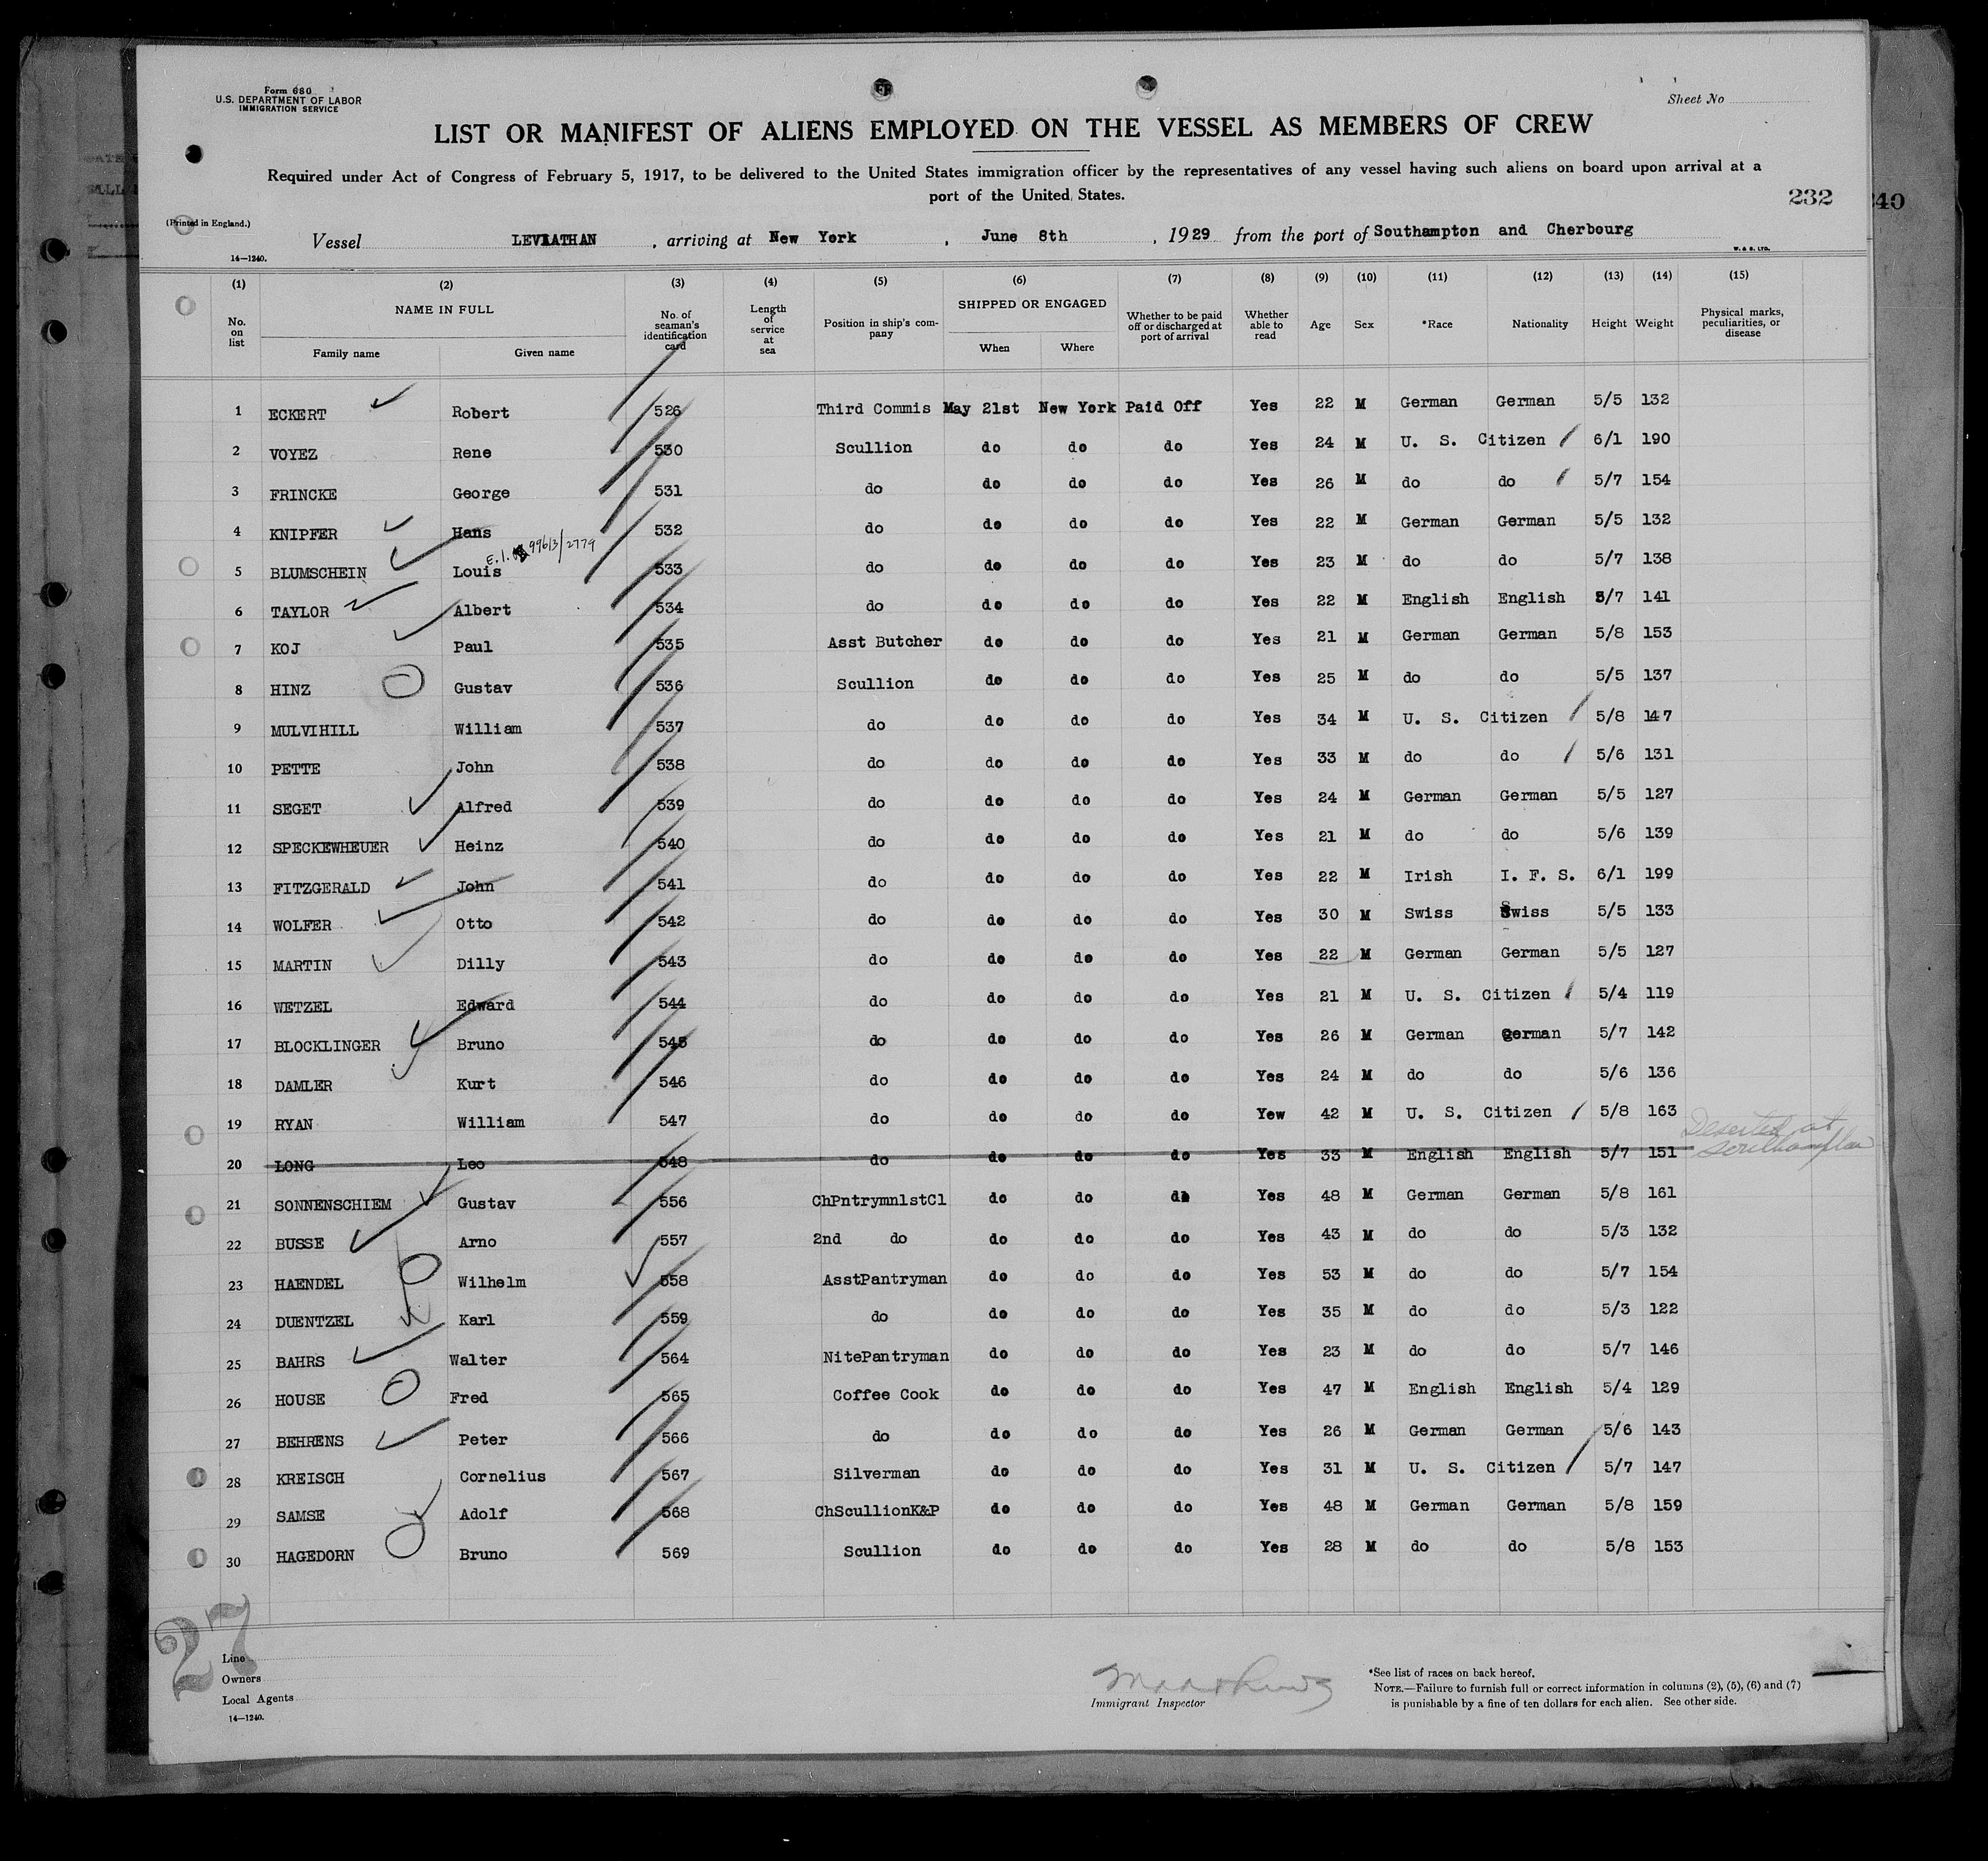 Form 680
U.S. DEPARTMENT OF LABOR
IMMIGRATION SERVICE
Sheet No
LIST OR MANIFEST OF ALIENS EMPLOYED ON THE VESSEL AS MEMBERS OF CREW
Required under Act of Congress of February 5, 1917, to be delivered to the United States immigration officer by the representatives of any vessel having such aliens on board upon arrival at a
port of the United States.
232 40
(Printed in England.)
Vessel LEVIATHAN, arriving at New York, June 8th, 1929 from the port of Southampton and Cherbourg
14—1240. W. & S. LTD.
(1) (2) (3) (4) (5) (6) (7) (8) (9) (10) (11) (12) (13) (14) (15)
No. on list NAME IN FULL Family name Given name No. of seaman's identification card Length of service at sea Position in ship's company SHIPPED OR ENGAGED When Where Whether to be paid off or discharged at port of arrival Whether able to read Age Sex *Race Nationality Height Weight Physical marks, peculiarities, or disease
1 ECKERT Robert 526 Third Commis May 21st New York Paid Off Yes 22 M German German 5/5 132
2 VOYEZ Rene 530 Scullion do do do Yes 24 M U. S. Citizen 6/1 190
3 FRINCKE George 531 do do do do Yes 26 M do do 5/7 154
4 KNIPFER Hans 532 do do do do Yes 22 M German German 5/5 132
E.I. 99613/2779
5 BLUMSCHEIN Louis 533 do do do do Yes 23 M do do 5/7 138
6 TAYLOR Albert 534 do do do do Yes 22 M English English 5/7 141
7 KOJ Paul 535 Asst Butcher do do do Yes 21 M German German 5/8 153
8 HINZ Gustav 536 Scullion do do do Yes 25 M do do 5/5 137
9 MULVIHILL William 537 do do do do Yes 34 M U. S. Citizen 5/8 147
10 PETTE John 538 do do do do Yes 33 M do do 5/6 131
11 SEGET Alfred 539 do do do do Yes 24 M German German 5/5 127
12 SPECKEWHEUER Heinz 540 do do do do Yes 21 M do do 5/6 139
13 FITZGERALD John 541 do do do do Yes 22 M Irish I. F. S. 6/1 199
14 WOLFER Otto 542 do do do do Yes 30 M Swiss Swiss 5/5 133
15 MARTIN Dilly 543 do do do do Yes 22 M German German 5/5 127
16 WETZEL Edward 544 do do do do Yes 21 M U. S. Citizen 5/4 119
17 BLOCKLINGER Bruno 545 do do do do Yes 26 M German German 5/7 142
18 DAMLER Kurt 546 do do do do Yes 24 M do do 5/6 136
19 RYAN William 547 do do do do Yew 42 M U. S. Citizen 5/8 163
20 LONG Leo 548 do do do do Yes 33 M English English 5/7 151 Deserted at Southampton
21 SONNENSCHIEM Gustav 556 ChPntrymn1stCl do do do Yes 48 M German German 5/8 161
22 BUSSE Arno 557 2nd do do do do Yes 43 M do do 5/3 132
23 HAENDEL Wilhelm 558 AsstPantryman do do do Yes 53 M do do 5/7 154
24 DUENTZEL Karl 559 do do do do Yes 35 M do do 5/3 122
25 BAHRS Walter 564 NitePantryman do do do Yes 23 M do do 5/7 146
26 HOUSE Fred 565 Coffee Cook do do do Yes 47 M English English 5/4 129
27 BEHRENS Peter 566 do do do do Yes 26 M German German 5/6 143
28 KREISCH Cornelius 567 Silverman do do do Yes 31 M U. S. Citizen 5/7 147
29 SAMSE Adolf 568 ChScullionK&P do do do Yes 48 M German German 5/8 159
30 HAGEDORN Bruno 569 Scullion do do do Yes 28 M do do 5/8 153
27
Line
Owners
Local Agents
14—1240.
Immigrant Inspector
*See list of races on back hereof.
NOTE.—Failure to furnish full or correct information in columns (2), (5), (6) and (7)
is punishable by a fine of ten dollars for each alien. See other side.